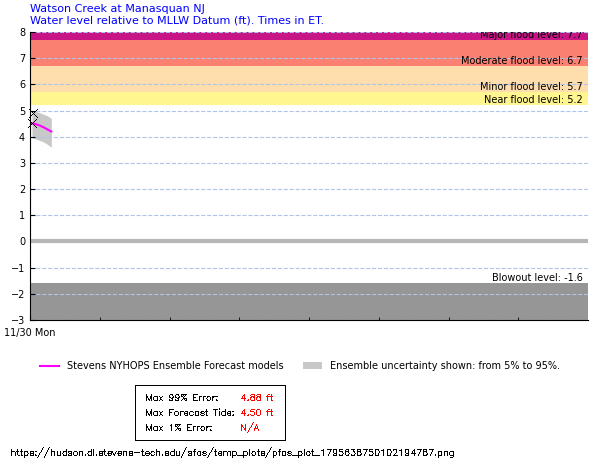 Watson Creek at Manasquan NJ
Water level relative to MLLW Datum (ft). Times in ET.
8
Major flood level: 7.7
7
Moderate flood level: 6.7
6
Minor flood level: 5.7
Near flood level: 5.2
5
4
3
2
1
0
−1
Blowout level: -1.6
−2
−3
11/30 Mon
Stevens NYHOPS Ensemble Forecast models
Ensemble uncertainty shown: from 5% to 95%.
Max 99% Error: 4.88 ft
Max Forecast Tide: 4.50 ft
Max 1% Error: N/A
https://hudson.dl.stevens-tech.edu/sfas/temp_plots/pfas_plot_1795638750102194767.png